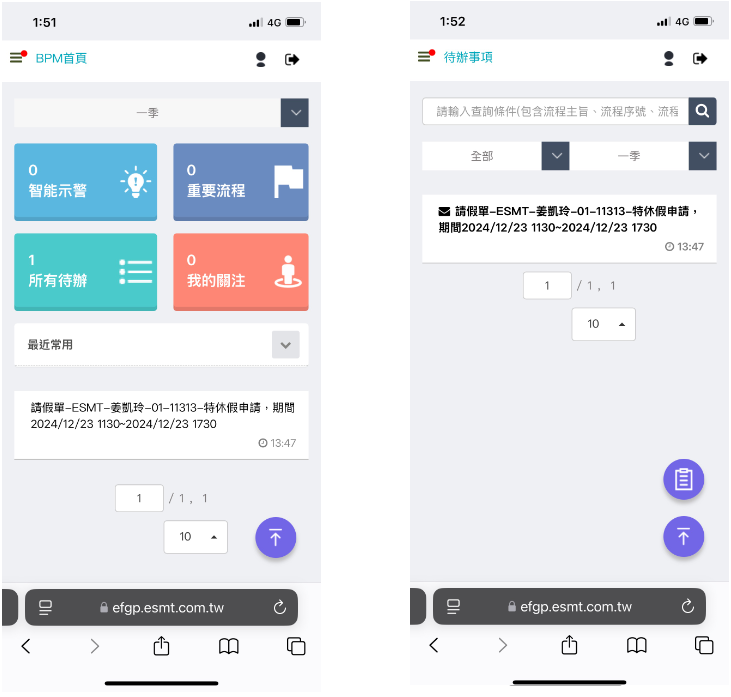 1:51
4G
BPM首頁
一季
0
智能示警
0
重要流程
1
所有待辦
0
我的關注
最近常用
請假單-ESMT-姜凱玲-01-11313-特休假申請，期間
2024/12/23 1130~2024/12/23 1730
13:47
1 / 1， 1
10
efgp.esmt.com.tw
1:52
4G
待辦事項
請輸入查詢條件(包含流程主旨、流程序號、流程
全部
一季
請假單-ESMT-姜凱玲-01-11313-特休假申請，
期間2024/12/23 1130~2024/12/23 1730
13:47
1 / 1， 1
10
efgp.esmt.com.tw